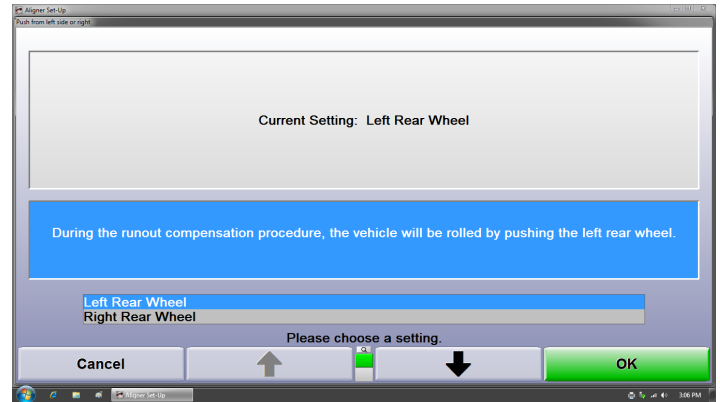 Aligner Set-Up
Push from left side or right.
Current Setting: Left Rear Wheel
During the runout compensation procedure, the vehicle will be rolled by pushing the left rear wheel.
Left Rear Wheel
Right Rear Wheel
Please choose a setting.
Cancel
OK
Aligner Set-Up
3:06 PM